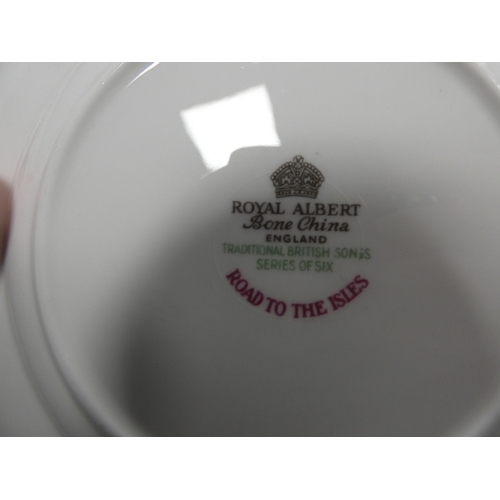 ROYAL ALBERT
Bone China
ENGLAND
TRADITIONAL BRITISH SONGS
SERIES OF SIX
ROAD TO THE ISLES